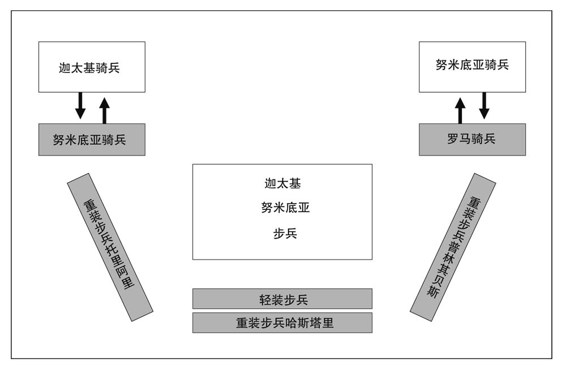 迦太基骑兵
努米底亚骑兵
努米底亚骑兵
罗马骑兵
迦太基
努米底亚
步兵
重装步兵托里阿里
重装步兵普林其贝斯
轻装步兵
重装步兵哈斯塔里